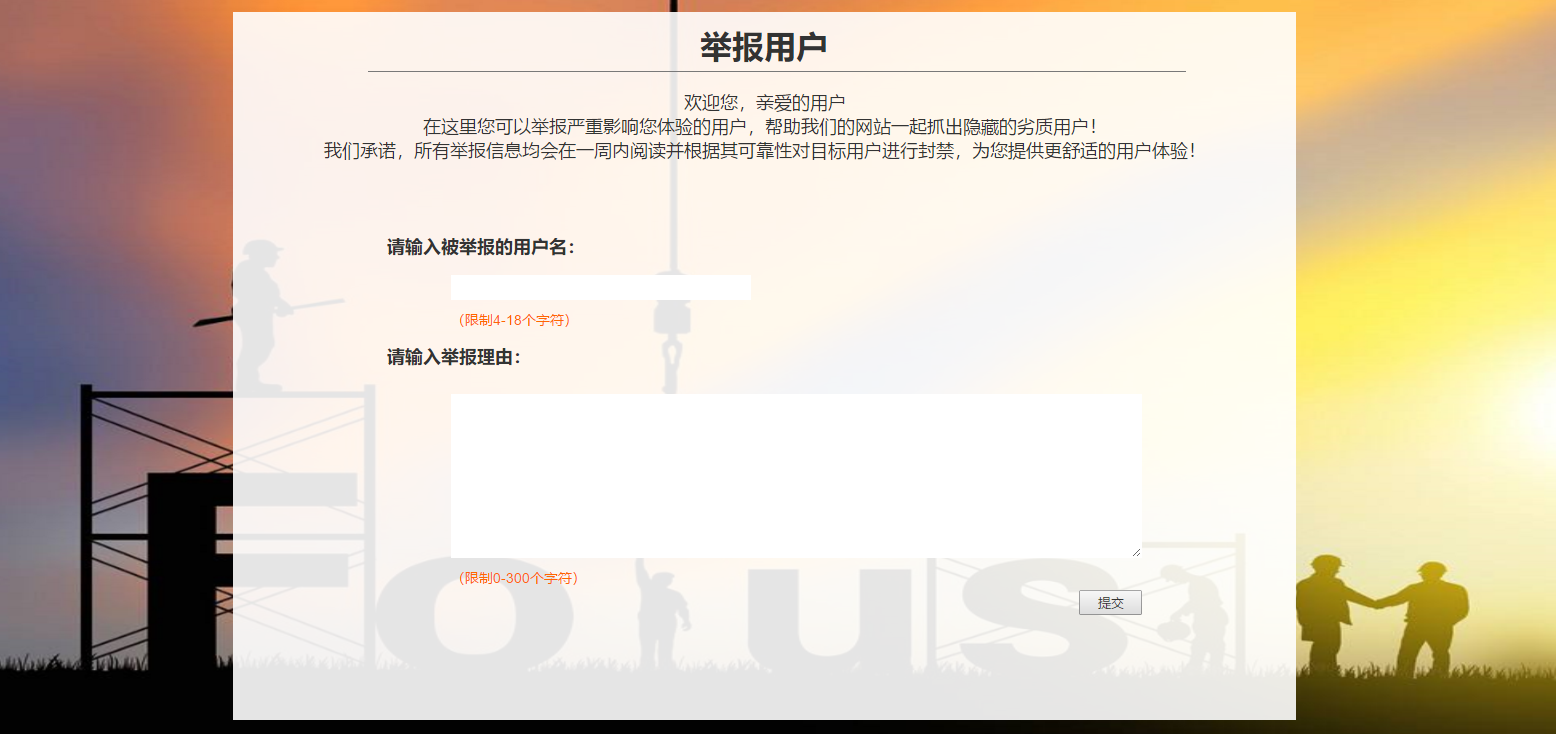 举报用户
欢迎您，亲爱的用户
在这里您可以举报严重影响您体验的用户，帮助我们的网站一起抓出隐藏的劣质用户！
我们承诺，所有举报信息均会在一周内阅读并根据其可靠性对目标用户进行封禁，为您提供更舒适的用户体验！
请输入被举报的用户名：
（限制4-18个字符）
请输入举报理由：
（限制0-300个字符）
提交
Focus